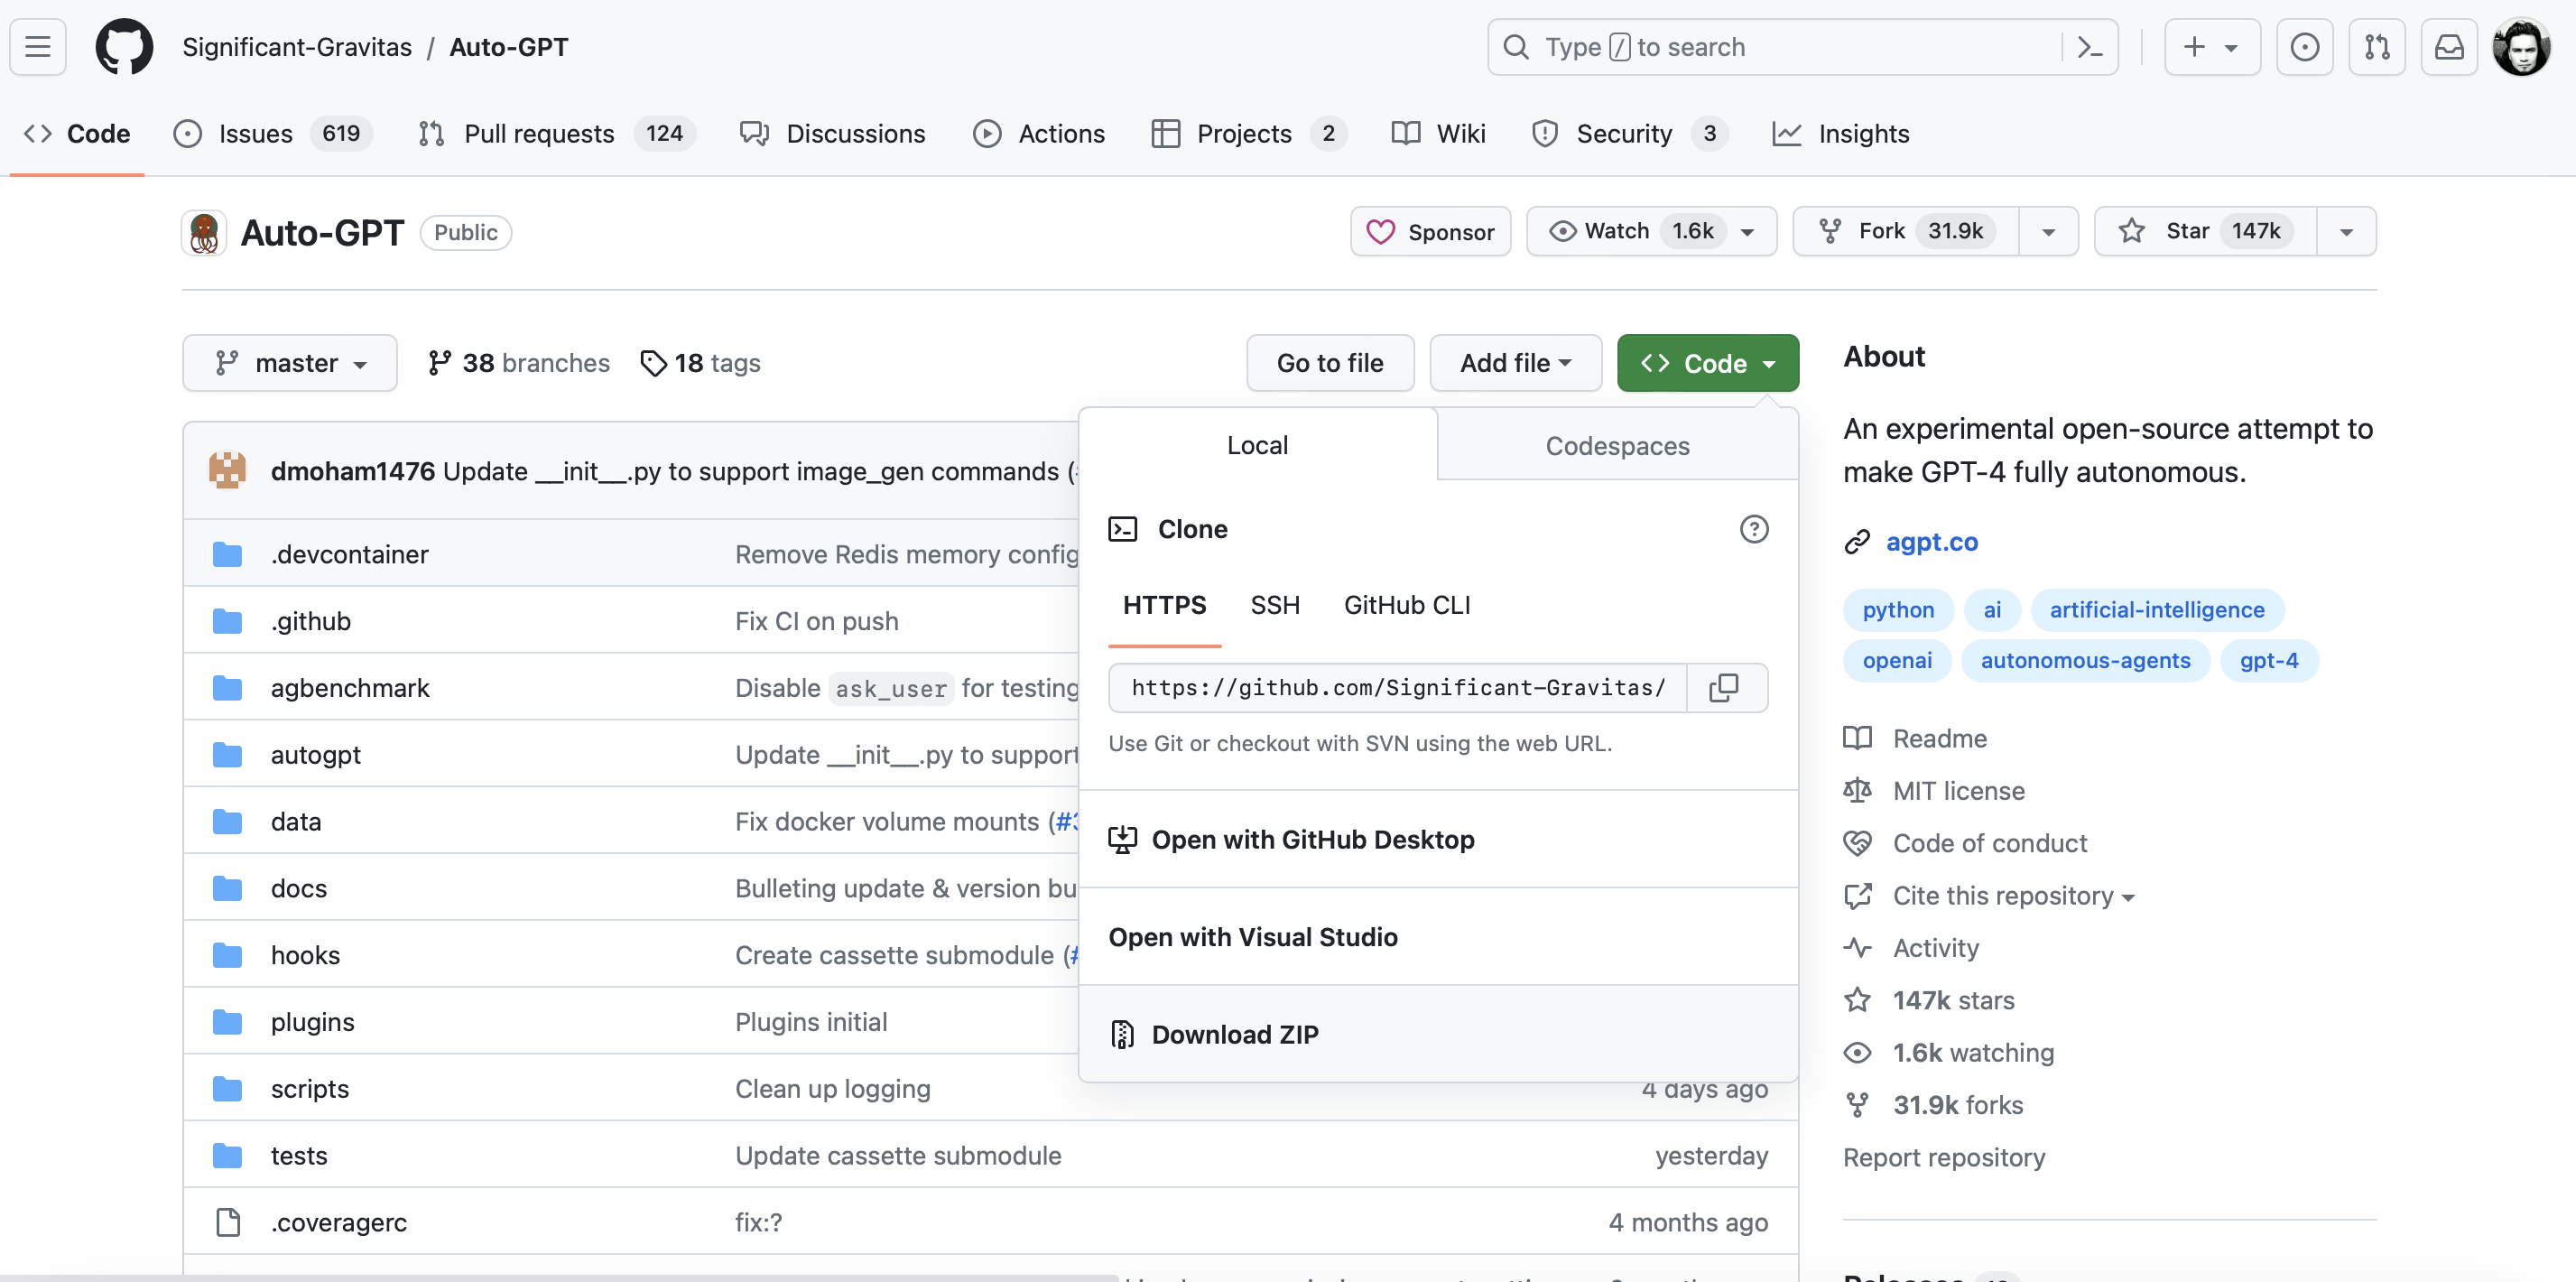 Significant-Gravitas / Auto-GPT
Type / to search
Code
Issues 619
Pull requests 124
Discussions
Actions
Projects 2
Wiki
Security 3
Insights
Auto-GPT Public
Sponsor
Watch 1.6k
Fork 31.9k
Star 147k
master
38 branches
18 tags
Go to file
Add file
Code
dmoham1476 Update __init__.py to support image_gen commands (
.devcontainer Remove Redis memory config
.github Fix CI on push
agbenchmark Disable ask_user for testing
autogpt Update __init__.py to support
data Fix docker volume mounts (
docs Bulleting update & version bu
hooks Create cassette submodule (#
plugins Plugins initial
scripts Clean up logging 4 days ago
tests Update cassette submodule yesterday
.coveragerc fix:? 4 months ago
Local
Codespaces
Clone
HTTPS SSH GitHub CLI
https://github.com/Significant-Gravitas/
Use Git or checkout with SVN using the web URL.
Open with GitHub Desktop
Open with Visual Studio
Download ZIP
About
An experimental open-source attempt to
make GPT-4 fully autonomous.
agpt.co
python ai artificial-intelligence
openai autonomous-agents gpt-4
Readme
MIT license
Code of conduct
Cite this repository
Activity
147k stars
1.6k watching
31.9k forks
Report repository